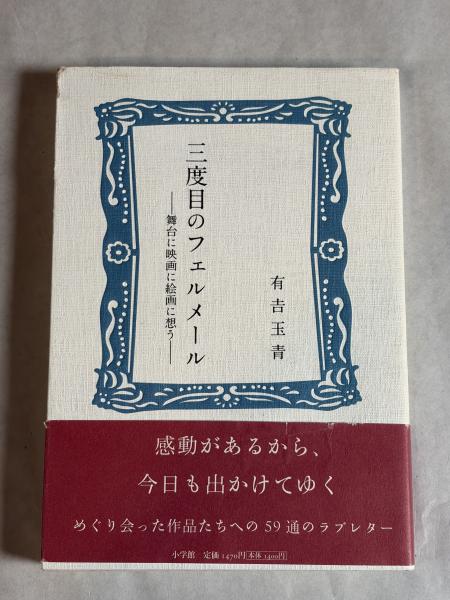 三度目のフェルメール
──舞台に映画に絵画に想う──
有吉玉青
感動があるから、
今日も出かけてゆく
めぐり会った作品たちへの59通のラブレター
小学館 定価1470円 本体1400円